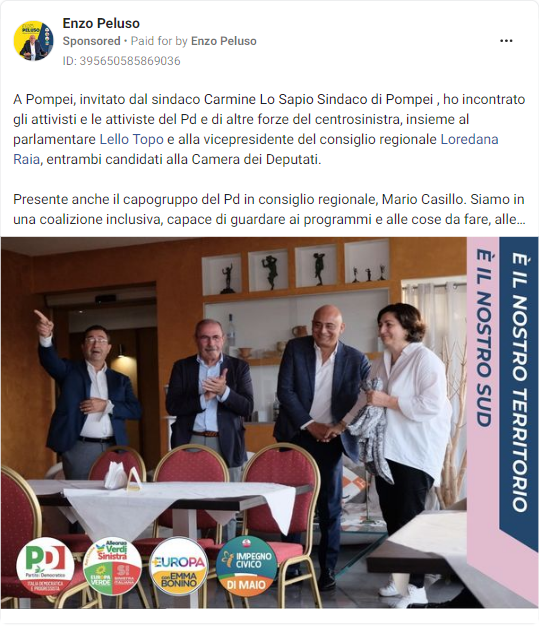 Enzo Peluso
Sponsored • Paid for by Enzo Peluso
ID: 395650585869036
A Pompei, invitato dal sindaco Carmine Lo Sapio Sindaco di Pompei , ho incontrato
gli attivisti e le attiviste del Pd e di altre forze del centrosinistra, insieme al
parlamentare Lello Topo e alla vicepresidente del consiglio regionale Loredana
Raia, entrambi candidati alla Camera dei Deputati.
Presente anche il capogruppo del Pd in consiglio regionale, Mario Casillo. Siamo in
una coalizione inclusiva, capace di guardare ai programmi e alle cose da fare, alle...
È IL NOSTRO TERRITORIO
È IL NOSTRO SUD
PD
Partito Democratico
ITALIA DEMOCRATICA
E PROGRESSISTA
Alleanza
Verdi
Sinistra
EUROPA
VERDE
SI
SINISTRA
ITALIANA
+EUROPA
CON EMMA
BONINO
IMPEGNO
CIVICO
DI MAIO